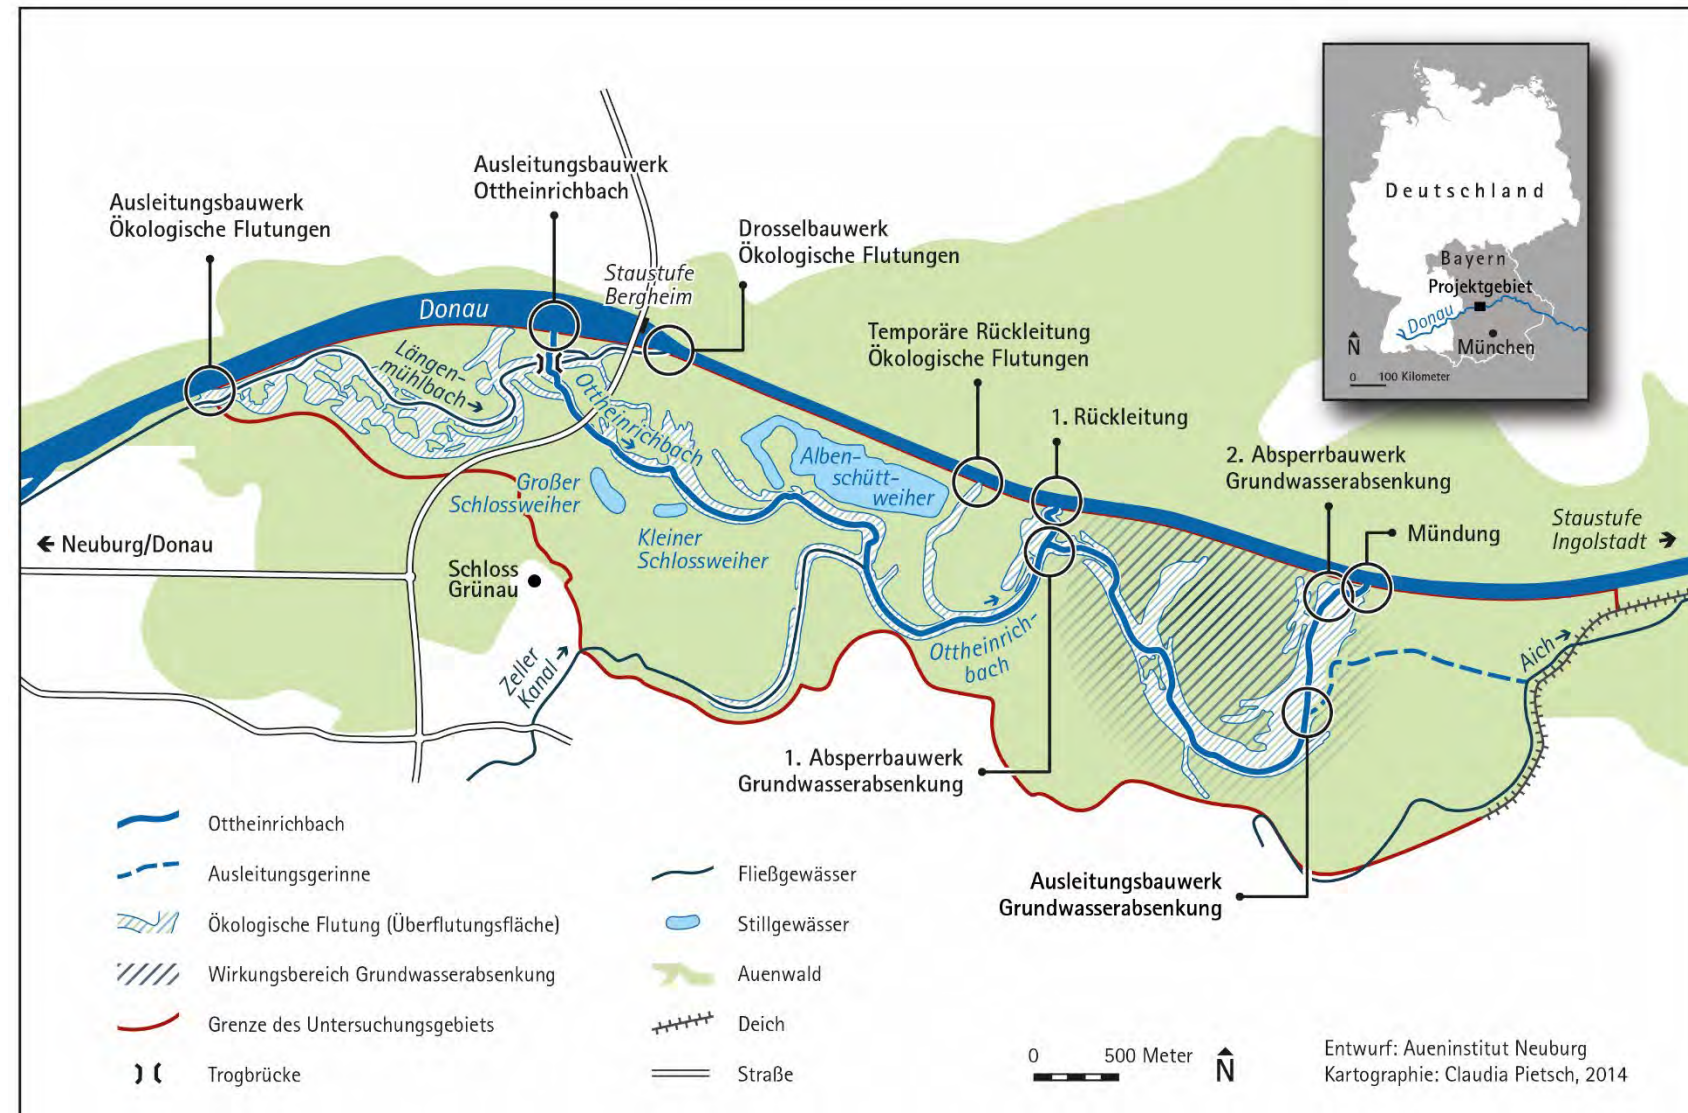 Ausleitungsbauwerk
Ökologische Flutungen
Ausleitungsbauwerk
Ottheinrichbach
Drosselbauwerk
Ökologische Flutungen
Staustufe
Bergheim
Donau
Längen-
mühlbach
Ottheinrichbach
Temporäre Rückleitung
Ökologische Flutungen
1. Rückleitung
2. Absperrbauwerk
Grundwasserabsenkung
Mündung
Staustufe
Ingolstadt
Alben-
schütt-
weiher
Großer
Schlossweiher
Kleiner
Schlossweiher
Neuburg/Donau
Schloss
Grünau
Zeller
Kanal
Ottheinrich-
bach
Aich
1. Absperrbauwerk
Grundwasserabsenkung
Ausleitungsbauwerk
Grundwasserabsenkung
Deutschland
Bayern
Projektgebiet
Donau
München
N
0 100 Kilometer
Ottheinrichbach
Ausleitungsgerinne
Ökologische Flutung (Überflutungsfläche)
Wirkungsbereich Grundwasserabsenkung
Grenze des Untersuchungsgebiets
Trogbrücke
Fließgewässer
Stillgewässer
Auenwald
Deich
Straße
0 500 Meter
N
Entwurf: Aueninstitut Neuburg
Kartographie: Claudia Pietsch, 2014